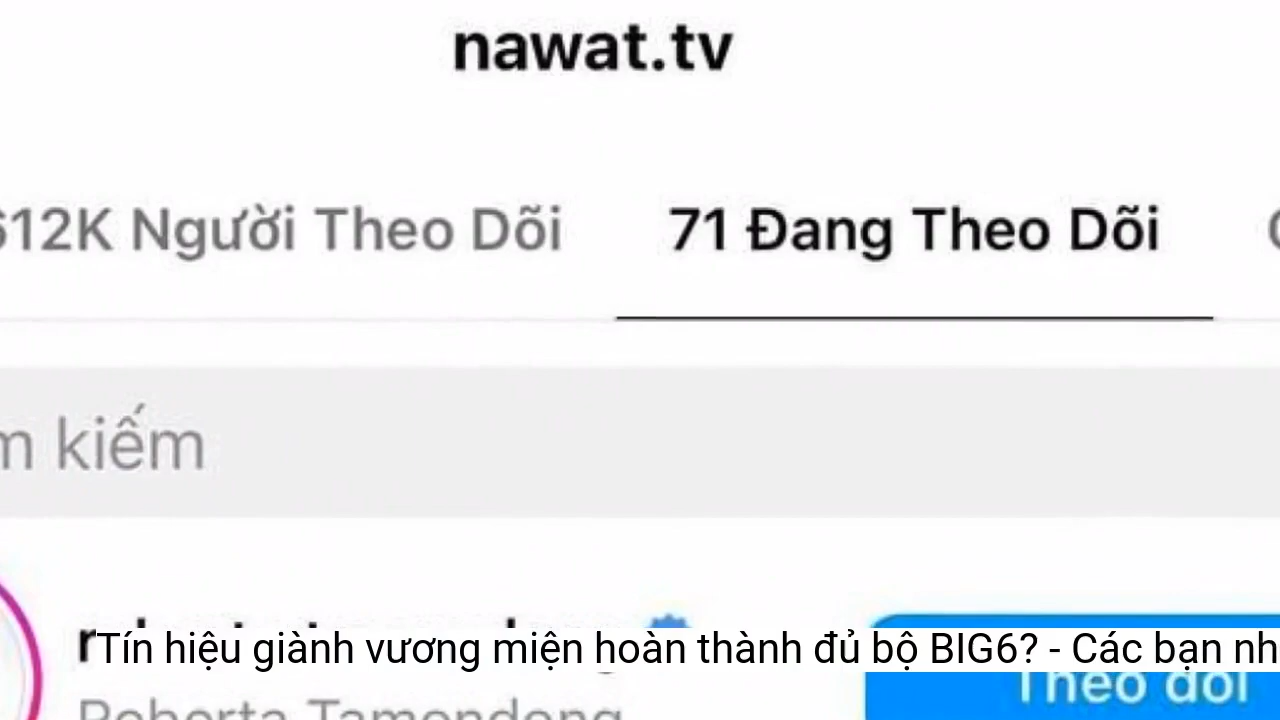 nawat.tv
612K Người Theo Dõi 71 Đang Theo Dõi
m kiếm
Tín hiệu giành vương miện hoàn thành đủ bộ BIG6? - Các bạn nh
Theo dõi
Roberta Tamondong